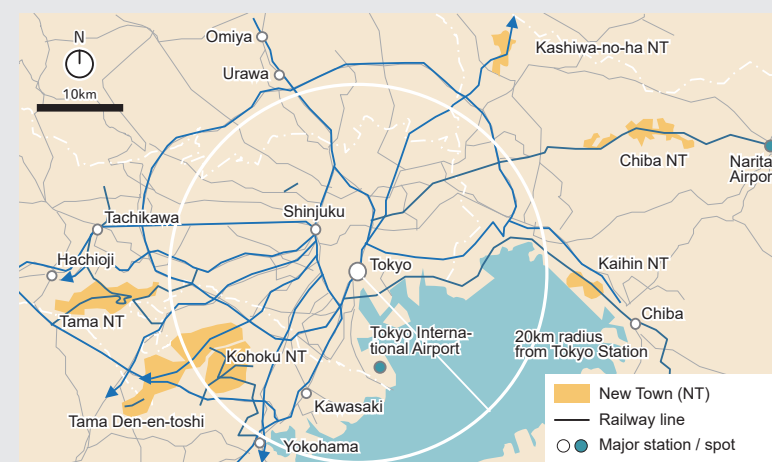 Omiya
N
Kashiwa-no-ha NT
Urawa
10km
Chiba NT
Narita
Airpor
Tachikawa
Shinjuku
Hachioji
Tokyo
Kaihin NT
Tama NT
Chiba
Tokyo Interna-
tional Airport
20km radius
from Tokyo Station
Kohoku NT
New Town (NT)
Kawasaki
Tama Den-en-toshi
Railway line
Yokohama
Major station / spot